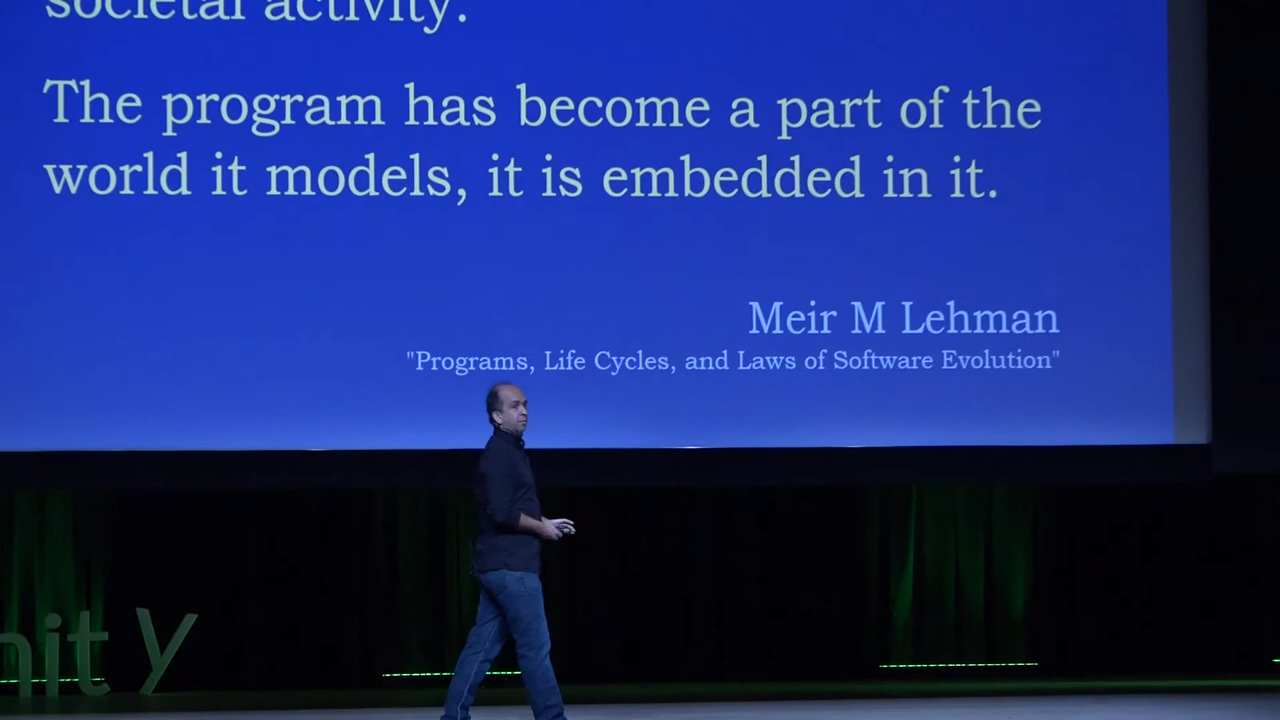 societal activity.
The program has become a part of the
world it models, it is embedded in it.
Meir M Lehman
"Programs, Life Cycles, and Laws of Software Evolution"
nity